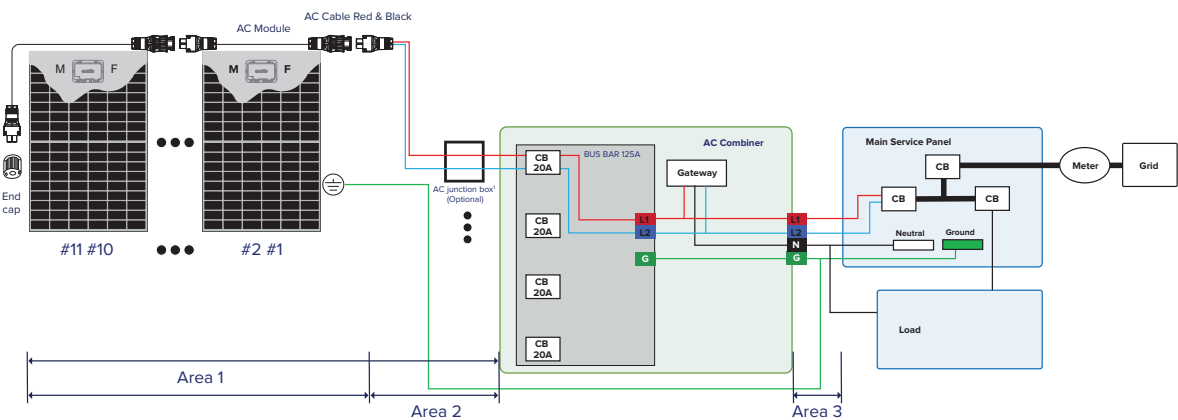 AC Cable Red & Black
AC Module
M F
M F
End
cap
#11 #10
#2 #1
AC junction box¹
(Optional)
AC Combiner
BUS BAR 125A
CB
20A
CB
20A
CB
20A
CB
20A
Gateway
L1
L2
G
L1
L2
N
G
Main Service Panel
CB
CB
CB
Neutral
Ground
Meter
Grid
Load
Area 1
Area 2
Area 3